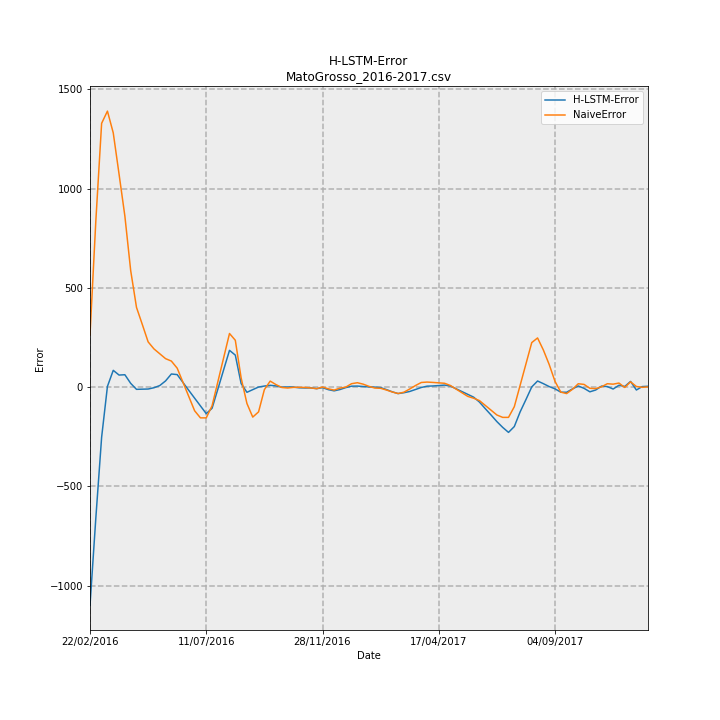 H-LSTM-Error
MatoGrosso_2016-2017.csv
H-LSTM-Error
NaiveError
1500
1000
500
0
−500
−1000
Error
22/02/2016 11/07/2016 28/11/2016 17/04/2017 04/09/2017
Date